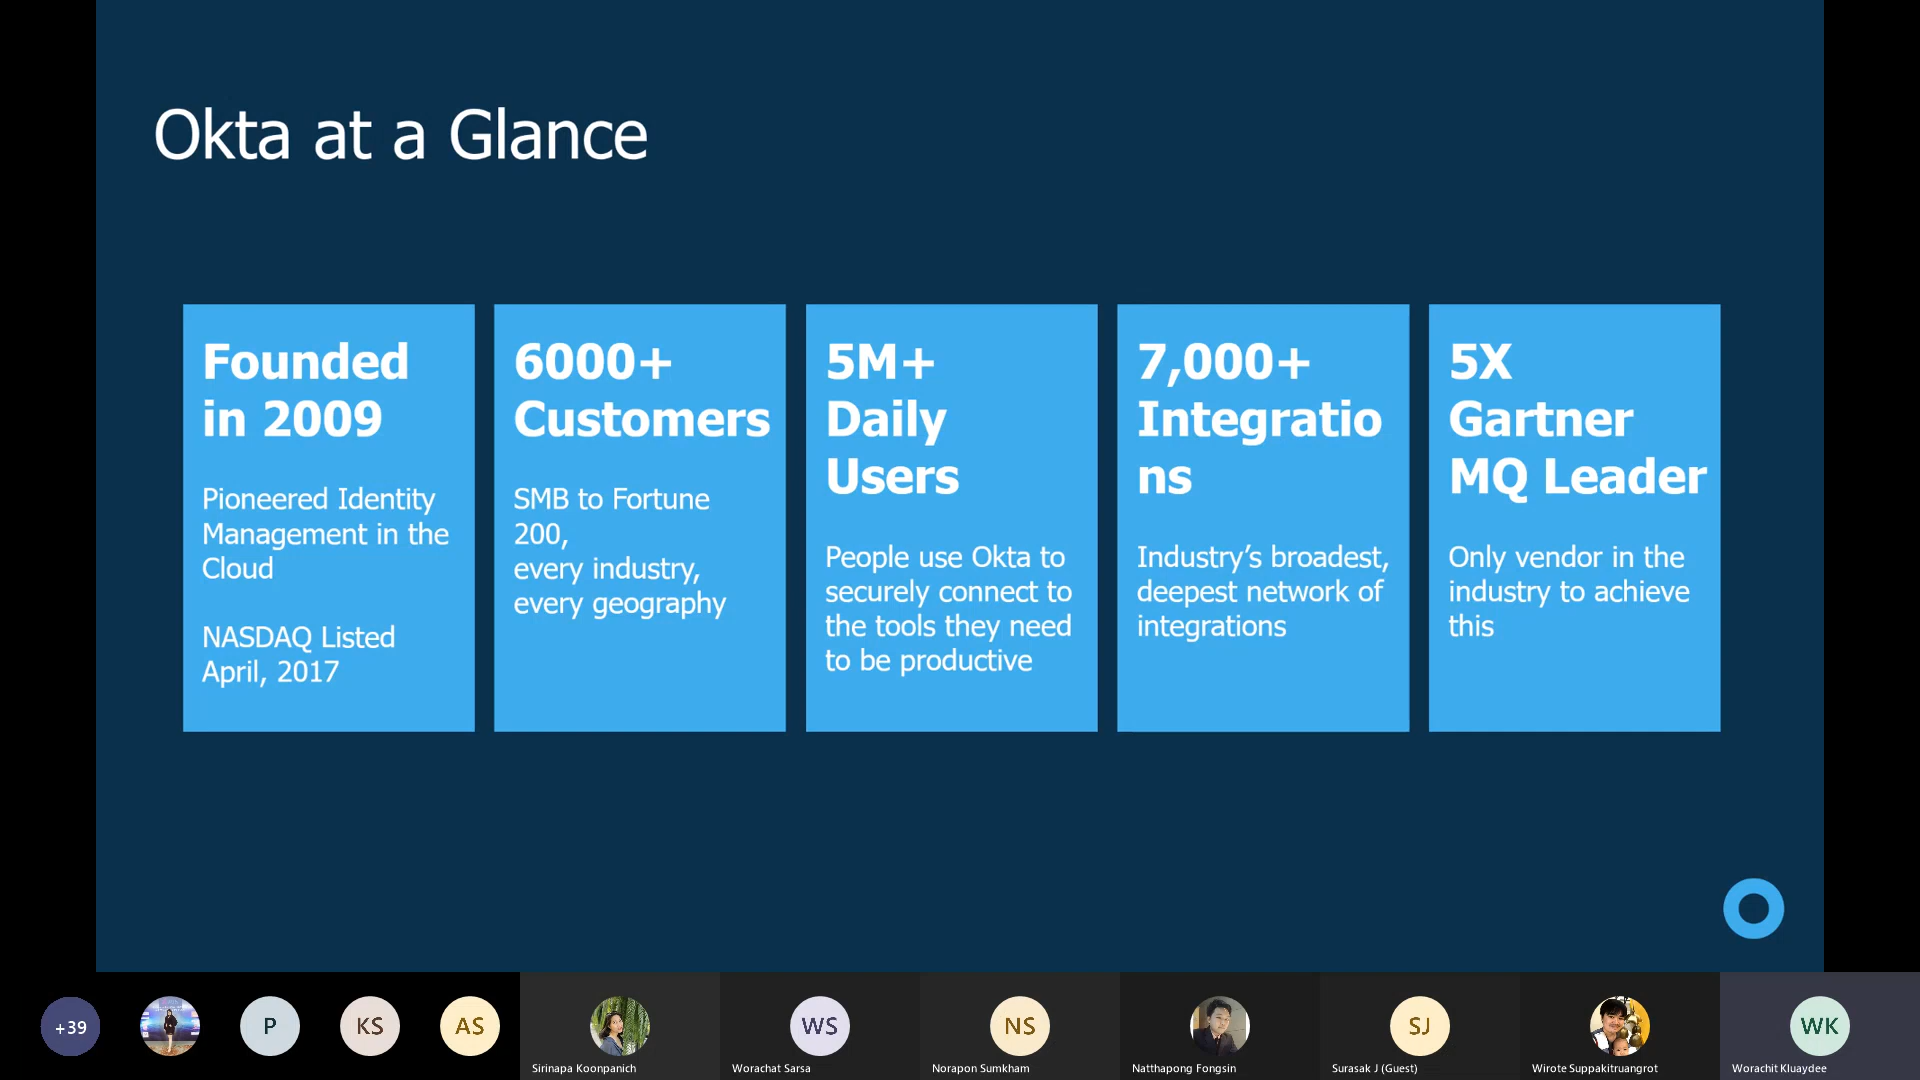 Okta at a Glance
Founded
in 2009
Pioneered Identity
Management in the
Cloud
NASDAQ Listed
April, 2017
6000+
Customers
SMB to Fortune
200,
every industry,
every geography
5M+
Daily
Users
People use Okta to
securely connect to
the tools they need
to be productive
7,000+
Integratio
ns
Industry’s broadest,
deepest network of
integrations
5X
Gartner
MQ Leader
Only vendor in the
industry to achieve
this
+39
P
KS
AS
Sirinapa Koonpanich
WS
Worachat Sarsa
NS
Norapon Sumkham
Natthapong Fongsin
SJ
Surasak J (Guest)
Wirote Suppakitruangrot
WK
Worachit Kluaydee